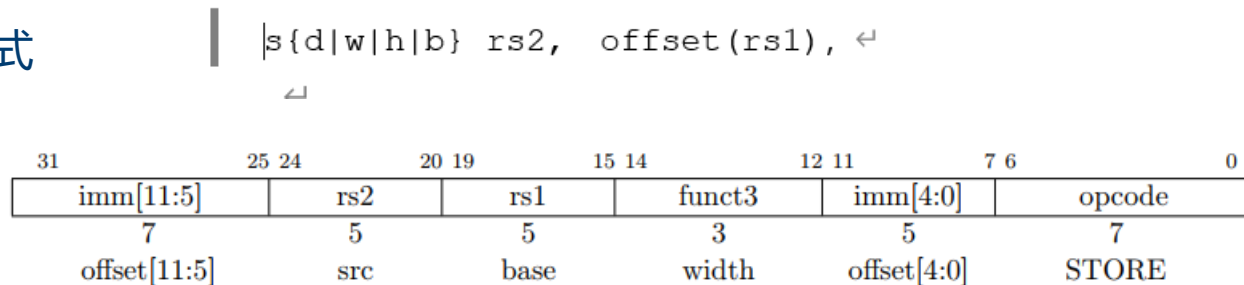 式
s{d|w|h|b} rs2, offset(rs1), ↵
↵
31 25 24 20 19 15 14 12 11 7 6 0
imm[11:5] rs2 rs1 funct3 imm[4:0] opcode
7 5 5 3 5 7
offset[11:5] src base width offset[4:0] STORE